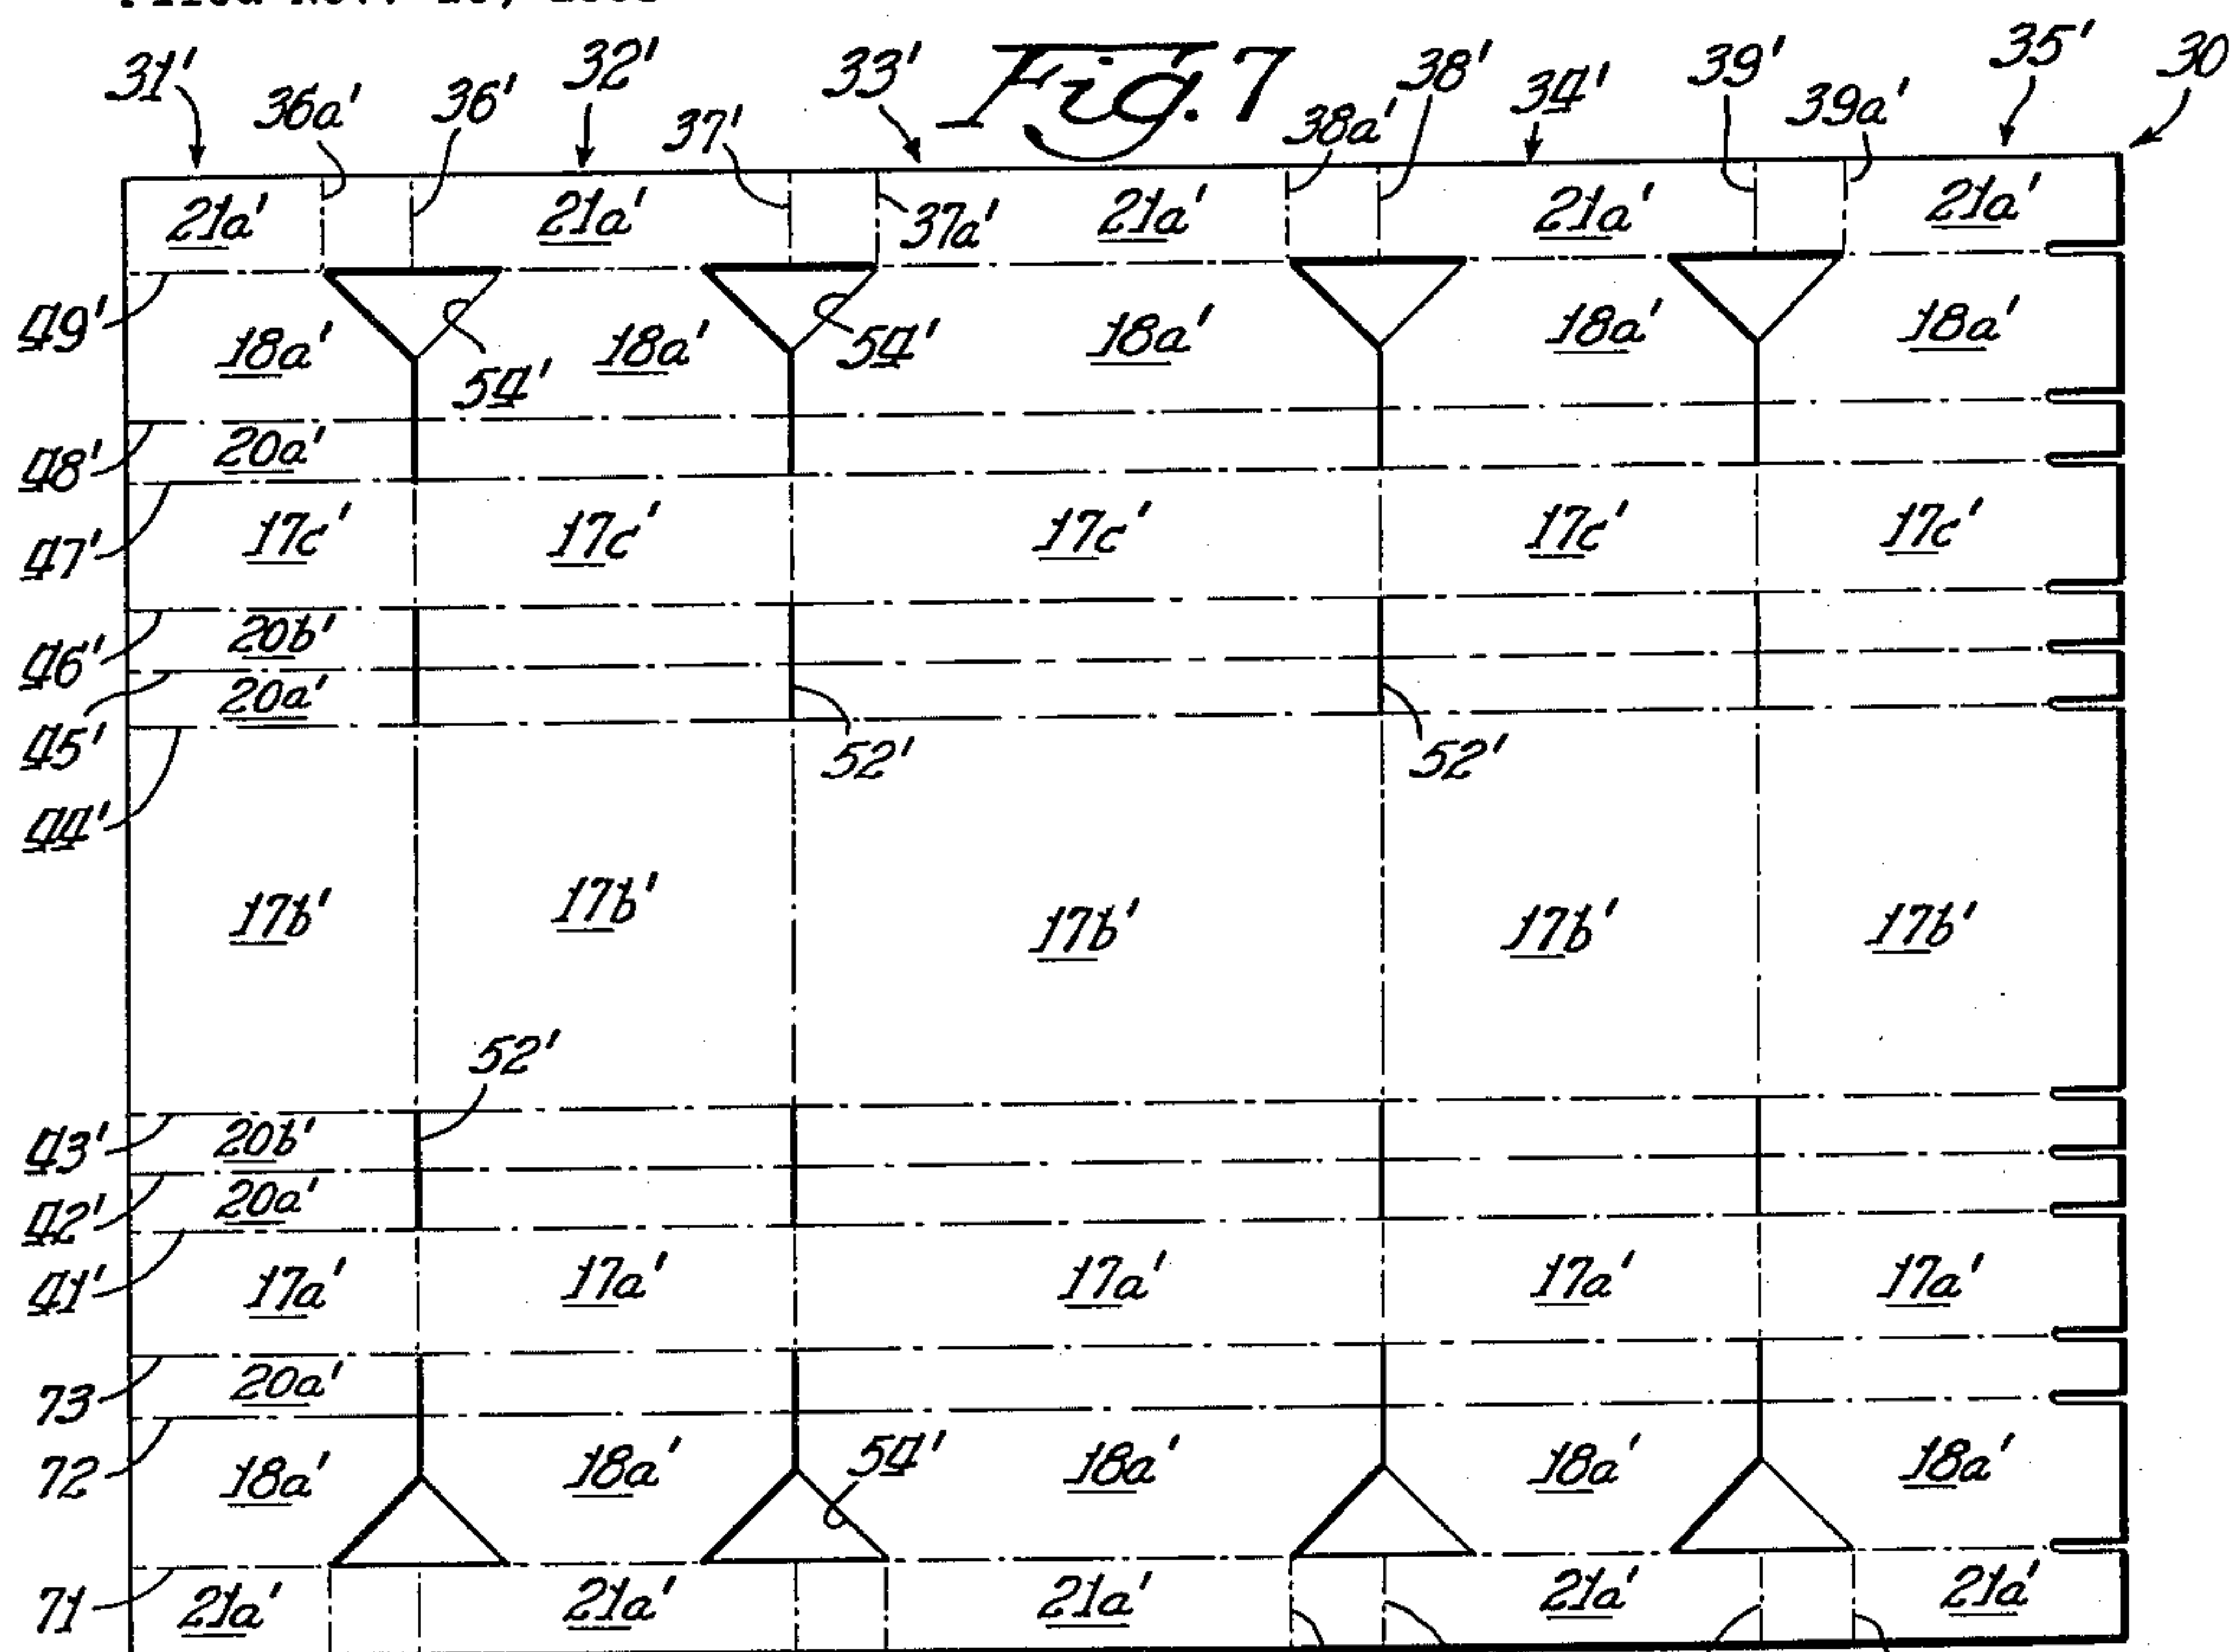 31' 36a' 36' 32' 37' 33' Fig. 7 38a' 38' 34' 39' 39a' 35' 30
21a' 21a' 37a' 21a' 21a' 21a'
49' 18a' 54' 18a' 54' 18a' 18a' 18a'
48' 20a'
47' 17c' 17c' 17c' 17c' 17c'
46' 20b'
45' 20a' 52' 52'
44'
17b' 17b' 17b' 17b' 17b'
52'
43' 20b'
42' 20a'
41' 17a' 17a' 17a' 17a' 17a'
73 20a'
72 18a' 18a' 54' 18a' 18a' 18a'
71 21a' 21a' 21a' 21a' 21a'